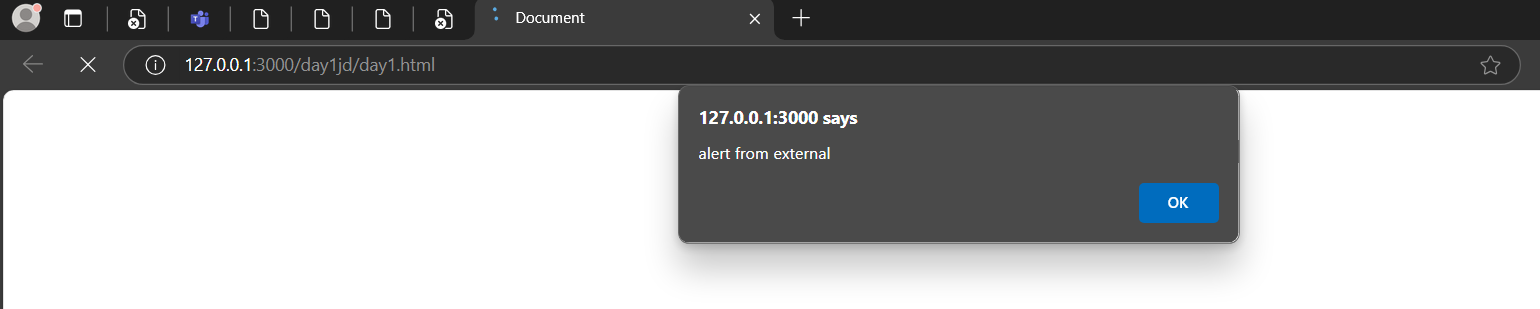 Document
127.0.0.1:3000/day1jd/day1.html
127.0.0.1:3000 says
alert from external
OK